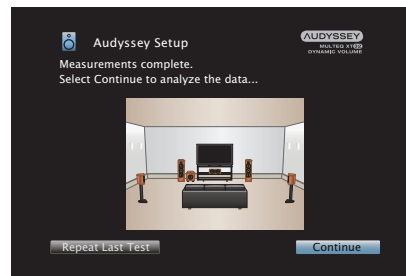 Audyssey Setup
AUDYSSEY
MULTEQ XT32
DYNAMIC VOLUME
Measurements complete.
Select Continue to analyze the data...
Repeat Last Test
Continue